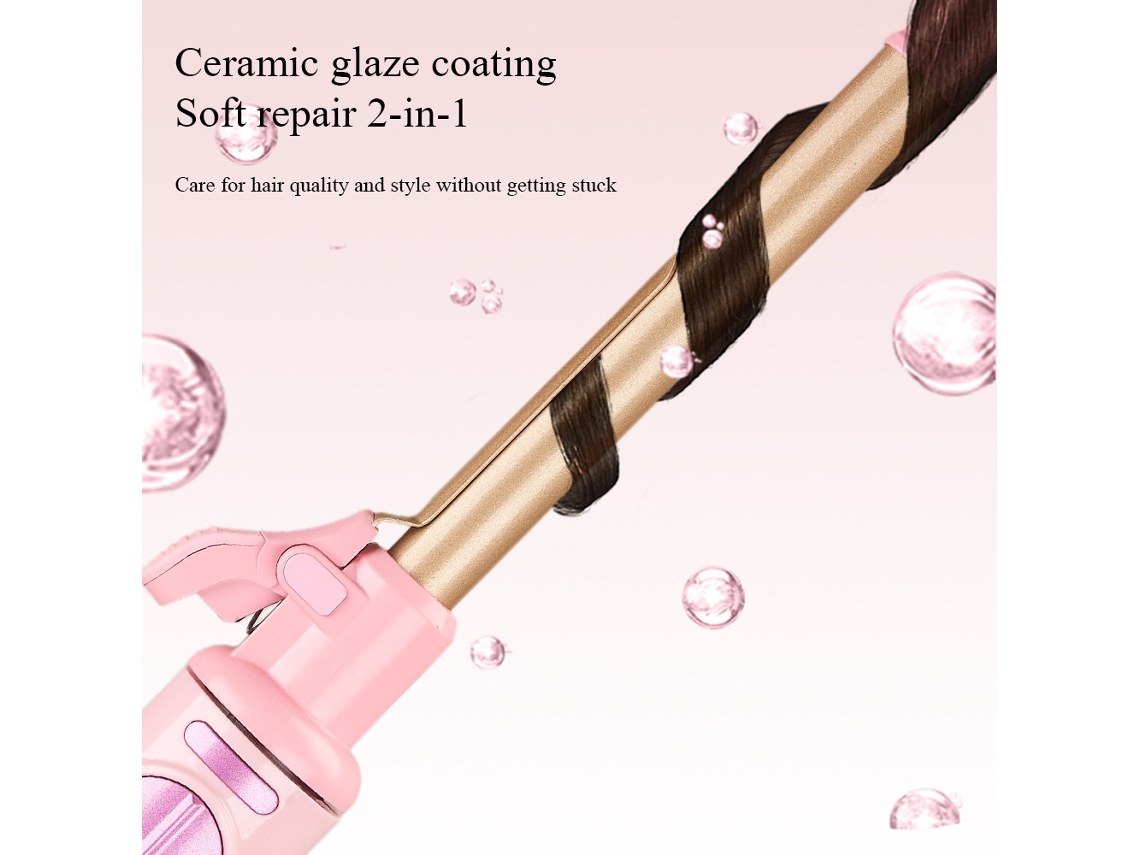 Ceramic glaze coating
Soft repair 2-in-1
Care for hair quality and style without getting stuck